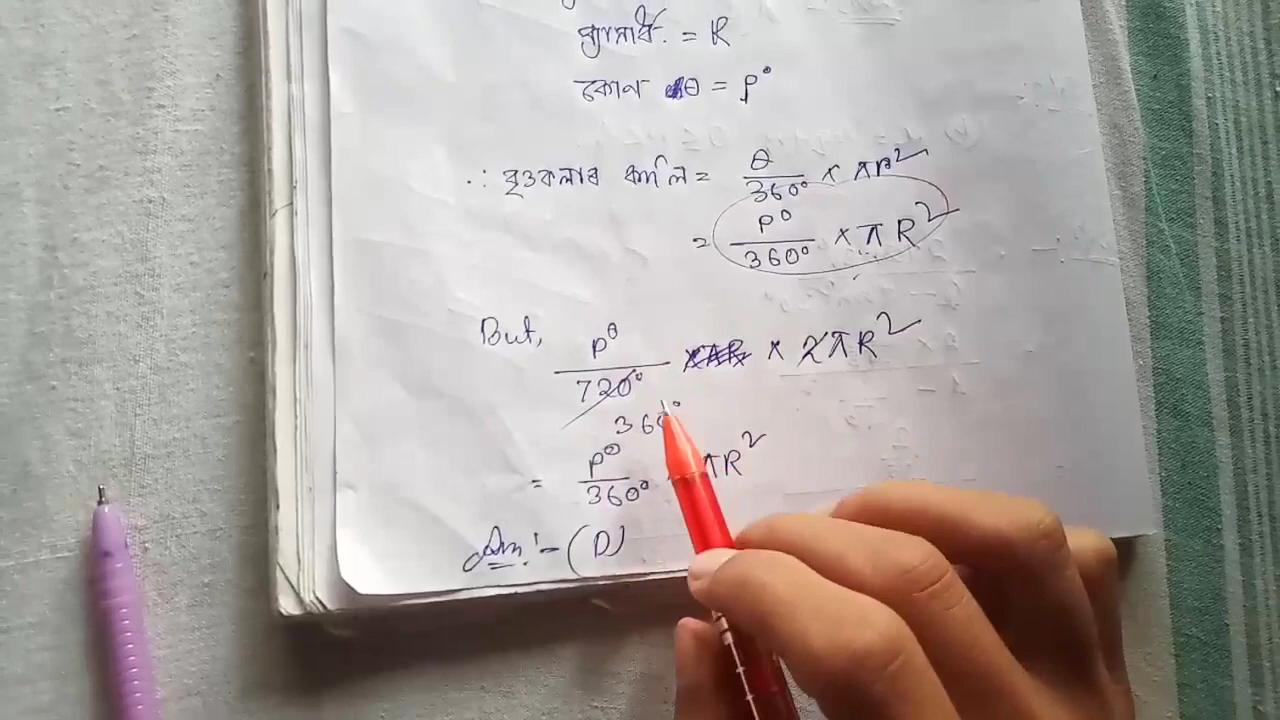 ব্যাসাৰ্ধ = R
কোণ θ = P°
∴ বৃত্তকলাৰ কালি = θ/360° × πr²
= P°/360° × πR²
But, P°/720° × 2πR²
360°
= P°/360° πR²
Ans:- (D)